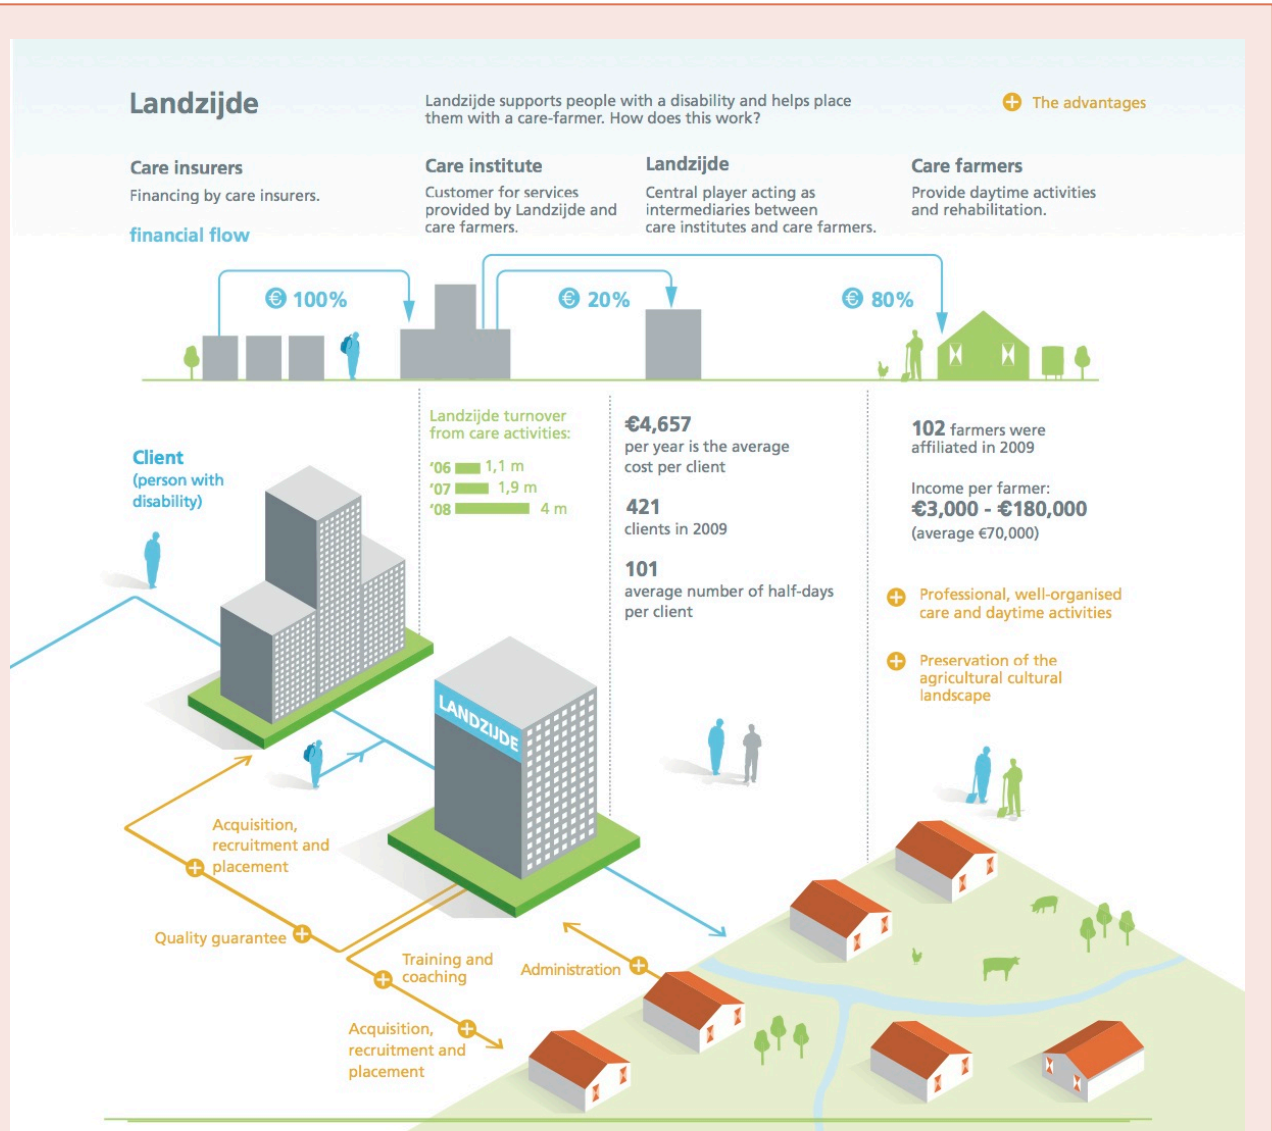 Landzijde
Landzijde supports people with a disability and helps place
them with a care-farmer. How does this work?
The advantages
Care insurers
Financing by care insurers.
financial flow
Care institute
Customer for services
provided by Landzijde and
care farmers.
Landzijde
Central player acting as
intermediaries between
care institutes and care farmers.
Care farmers
Provide daytime activities
and rehabilitation.
€ 100%
€ 20%
€ 80%
Client
(person with
disability)
Landzijde turnover
from care activities:
'06 1,1 m
'07 1,9 m
'08 4 m
€4,657
per year is the average
cost per client
421
clients in 2009
101
average number of half-days
per client
102 farmers were
affiliated in 2009
Income per farmer:
€3,000 - €180,000
(average €70,000)
Professional, well-organised
care and daytime activities
Preservation of the
agricultural cultural
landscape
LANDZIJDE
Acquisition,
recruitment and
placement
Quality guarantee
Training and
coaching
Administration
Acquisition,
recruitment and
placement